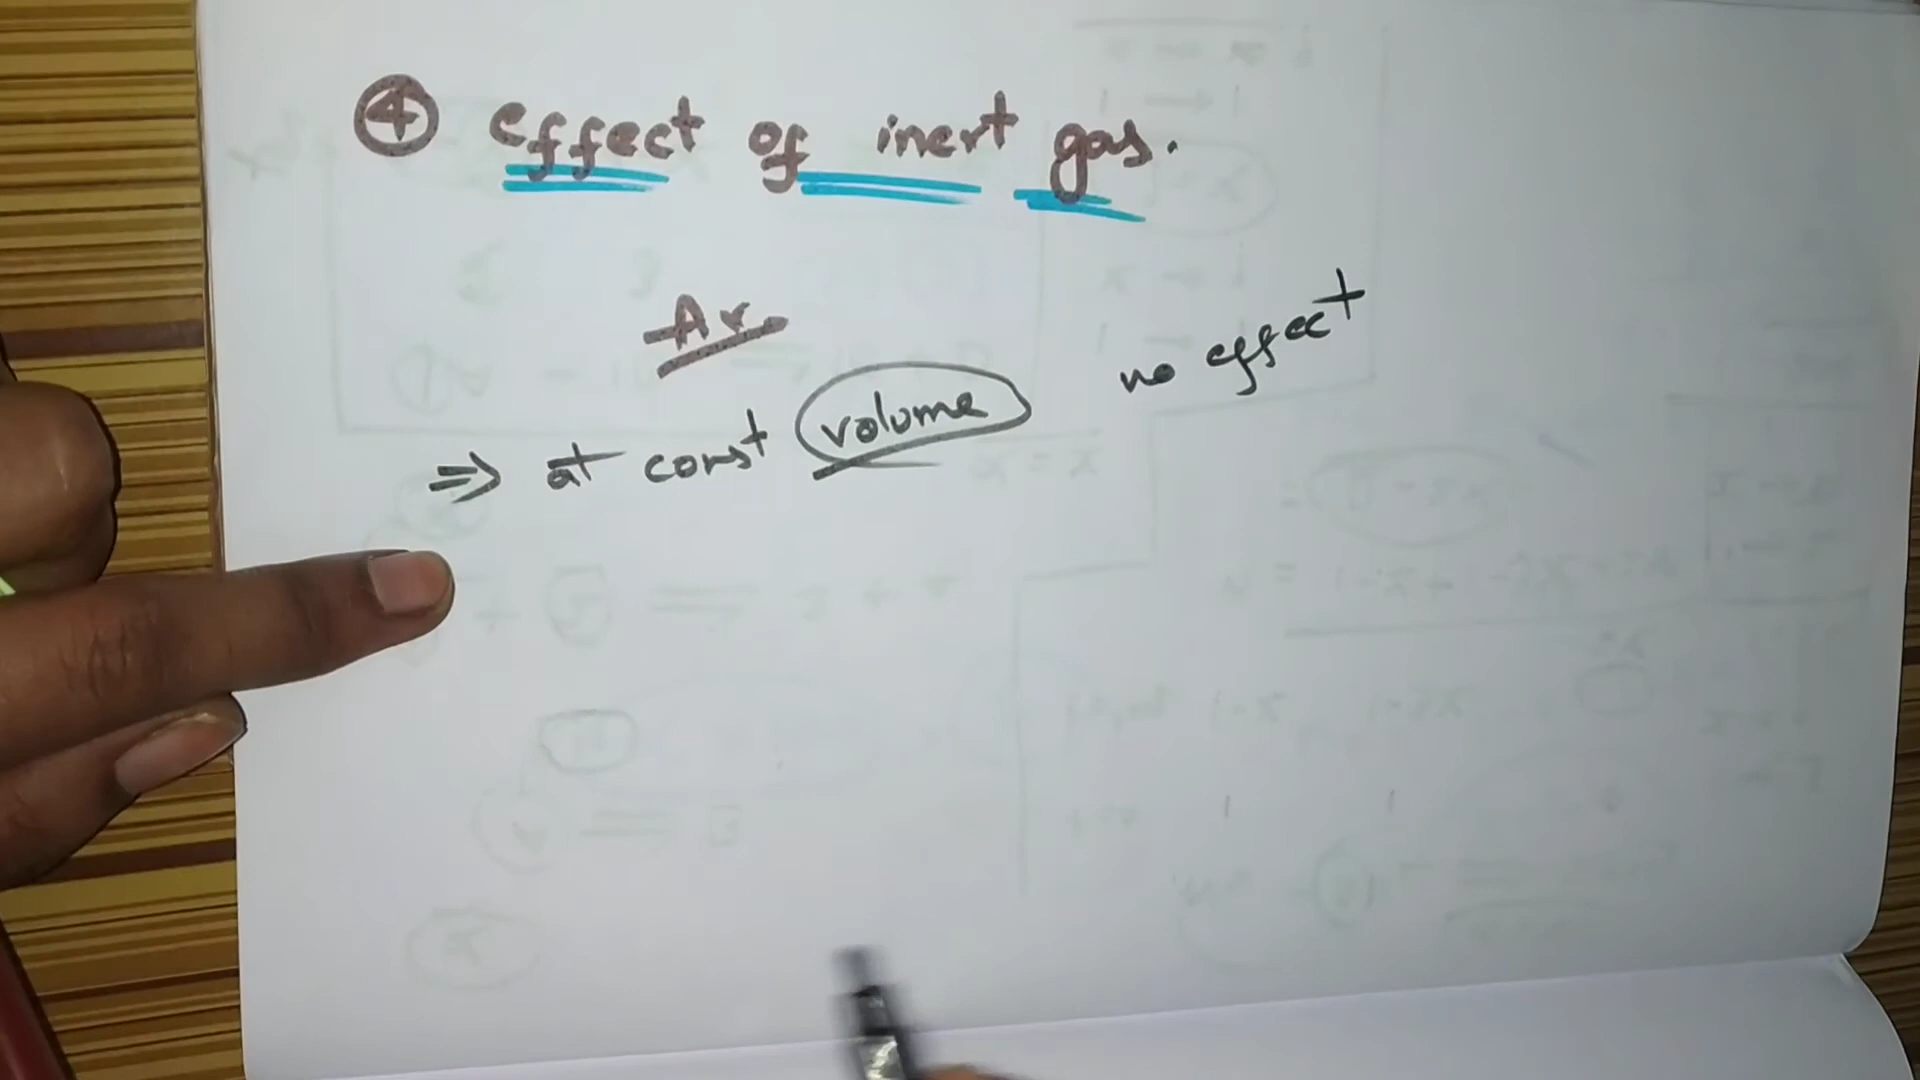 ④ effect of inert gas.
Ar
⇒ at const volume no effect